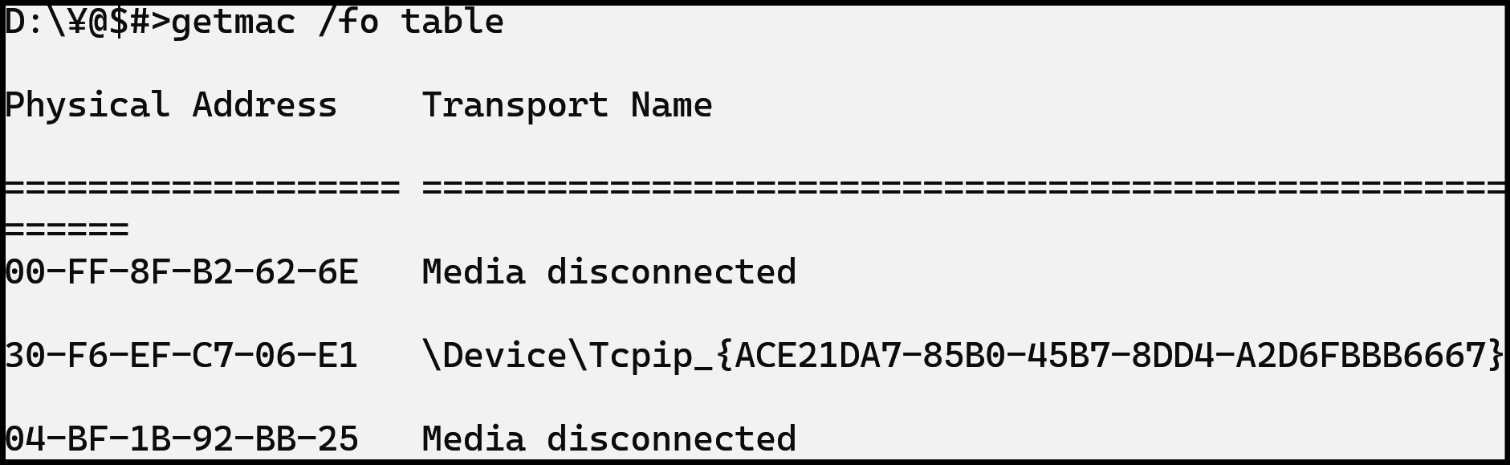 D:\¥@$#>getmac /fo table
Physical Address    Transport Name
=================== ====================================================
======
00-FF-8F-B2-62-6E   Media disconnected
30-F6-EF-C7-06-E1   \Device\Tcpip_{ACE21DA7-85B0-45B7-8DD4-A2D6FBBB6667}
04-BF-1B-92-BB-25   Media disconnected